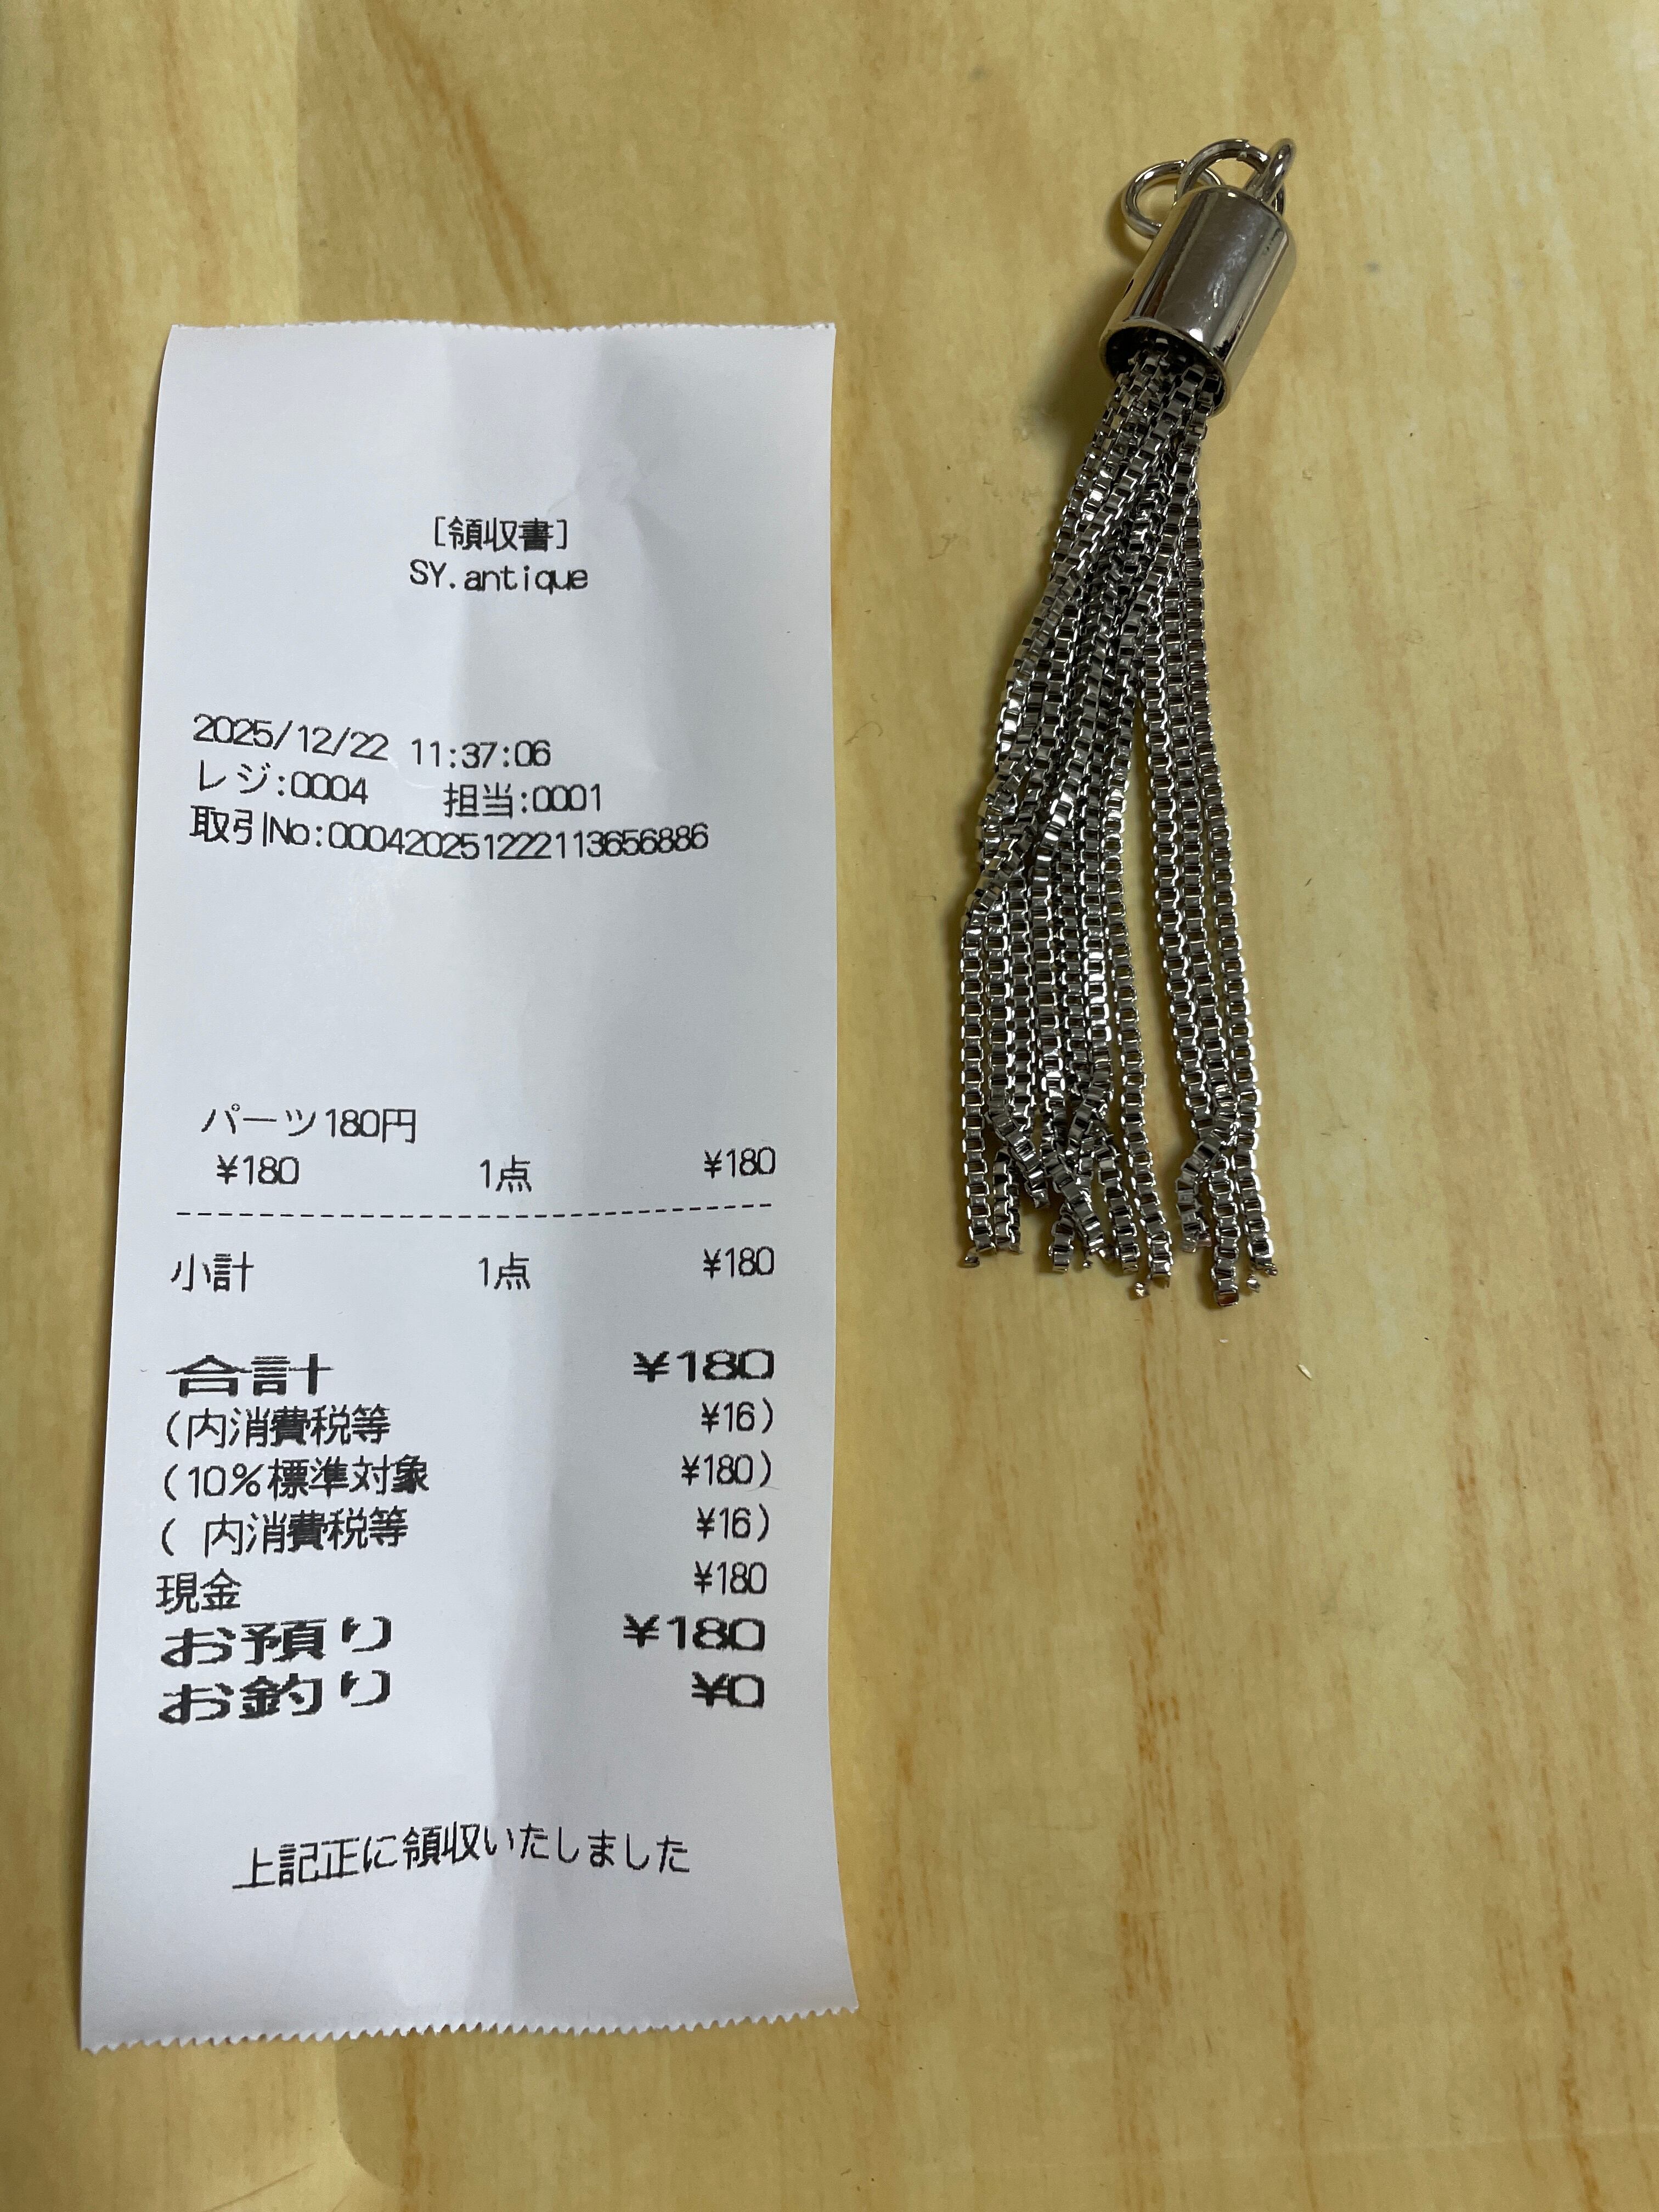 [領収書]
SY.antique
2025/12/22 11:37:06
レジ:0004 担当:0001
取引No:00042025122211365​6886
パーツ180円
¥180 1点 ¥180
小計 1点 ¥180
合計 ¥180
(内消費税等 ¥16)
(10%標準対象 ¥180)
( 内消費税等 ¥16)
現金 ¥180
お預り ¥180
お釣り ¥0
上記正に領収いたしました